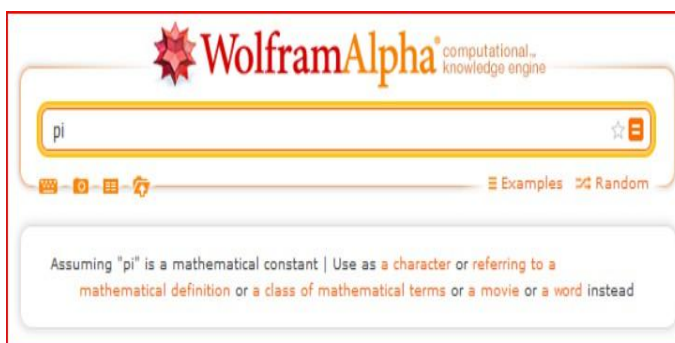 WolframAlpha computational knowledge engine
pi
Examples Random
Assuming "pi" is a mathematical constant | Use as a character or referring to a
mathematical definition or a class of mathematical terms or a movie or a word instead